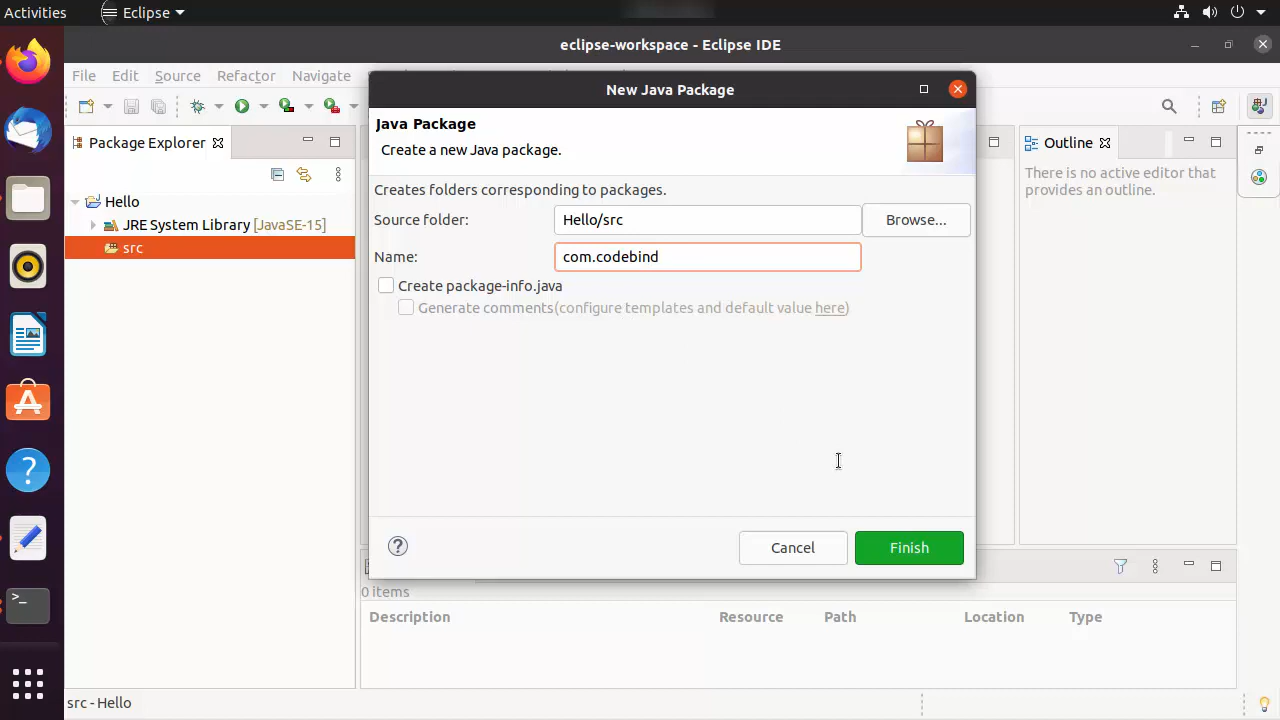 Activities
Eclipse
eclipse-workspace - Eclipse IDE
File Edit Source Refactor Navigate
New Java Package
Java Package
Create a new Java package.
Package Explorer
Outline
There is no active editor that
provides an outline.
Creates folders corresponding to packages.
Source folder: Hello/src Browse...
Name: com.codebind
Create package-info.java
Generate comments(configure templates and default value here)
Hello
JRE System Library [JavaSE-15]
src
? Cancel Finish
0 items
Description Resource Path Location Type
src - Hello